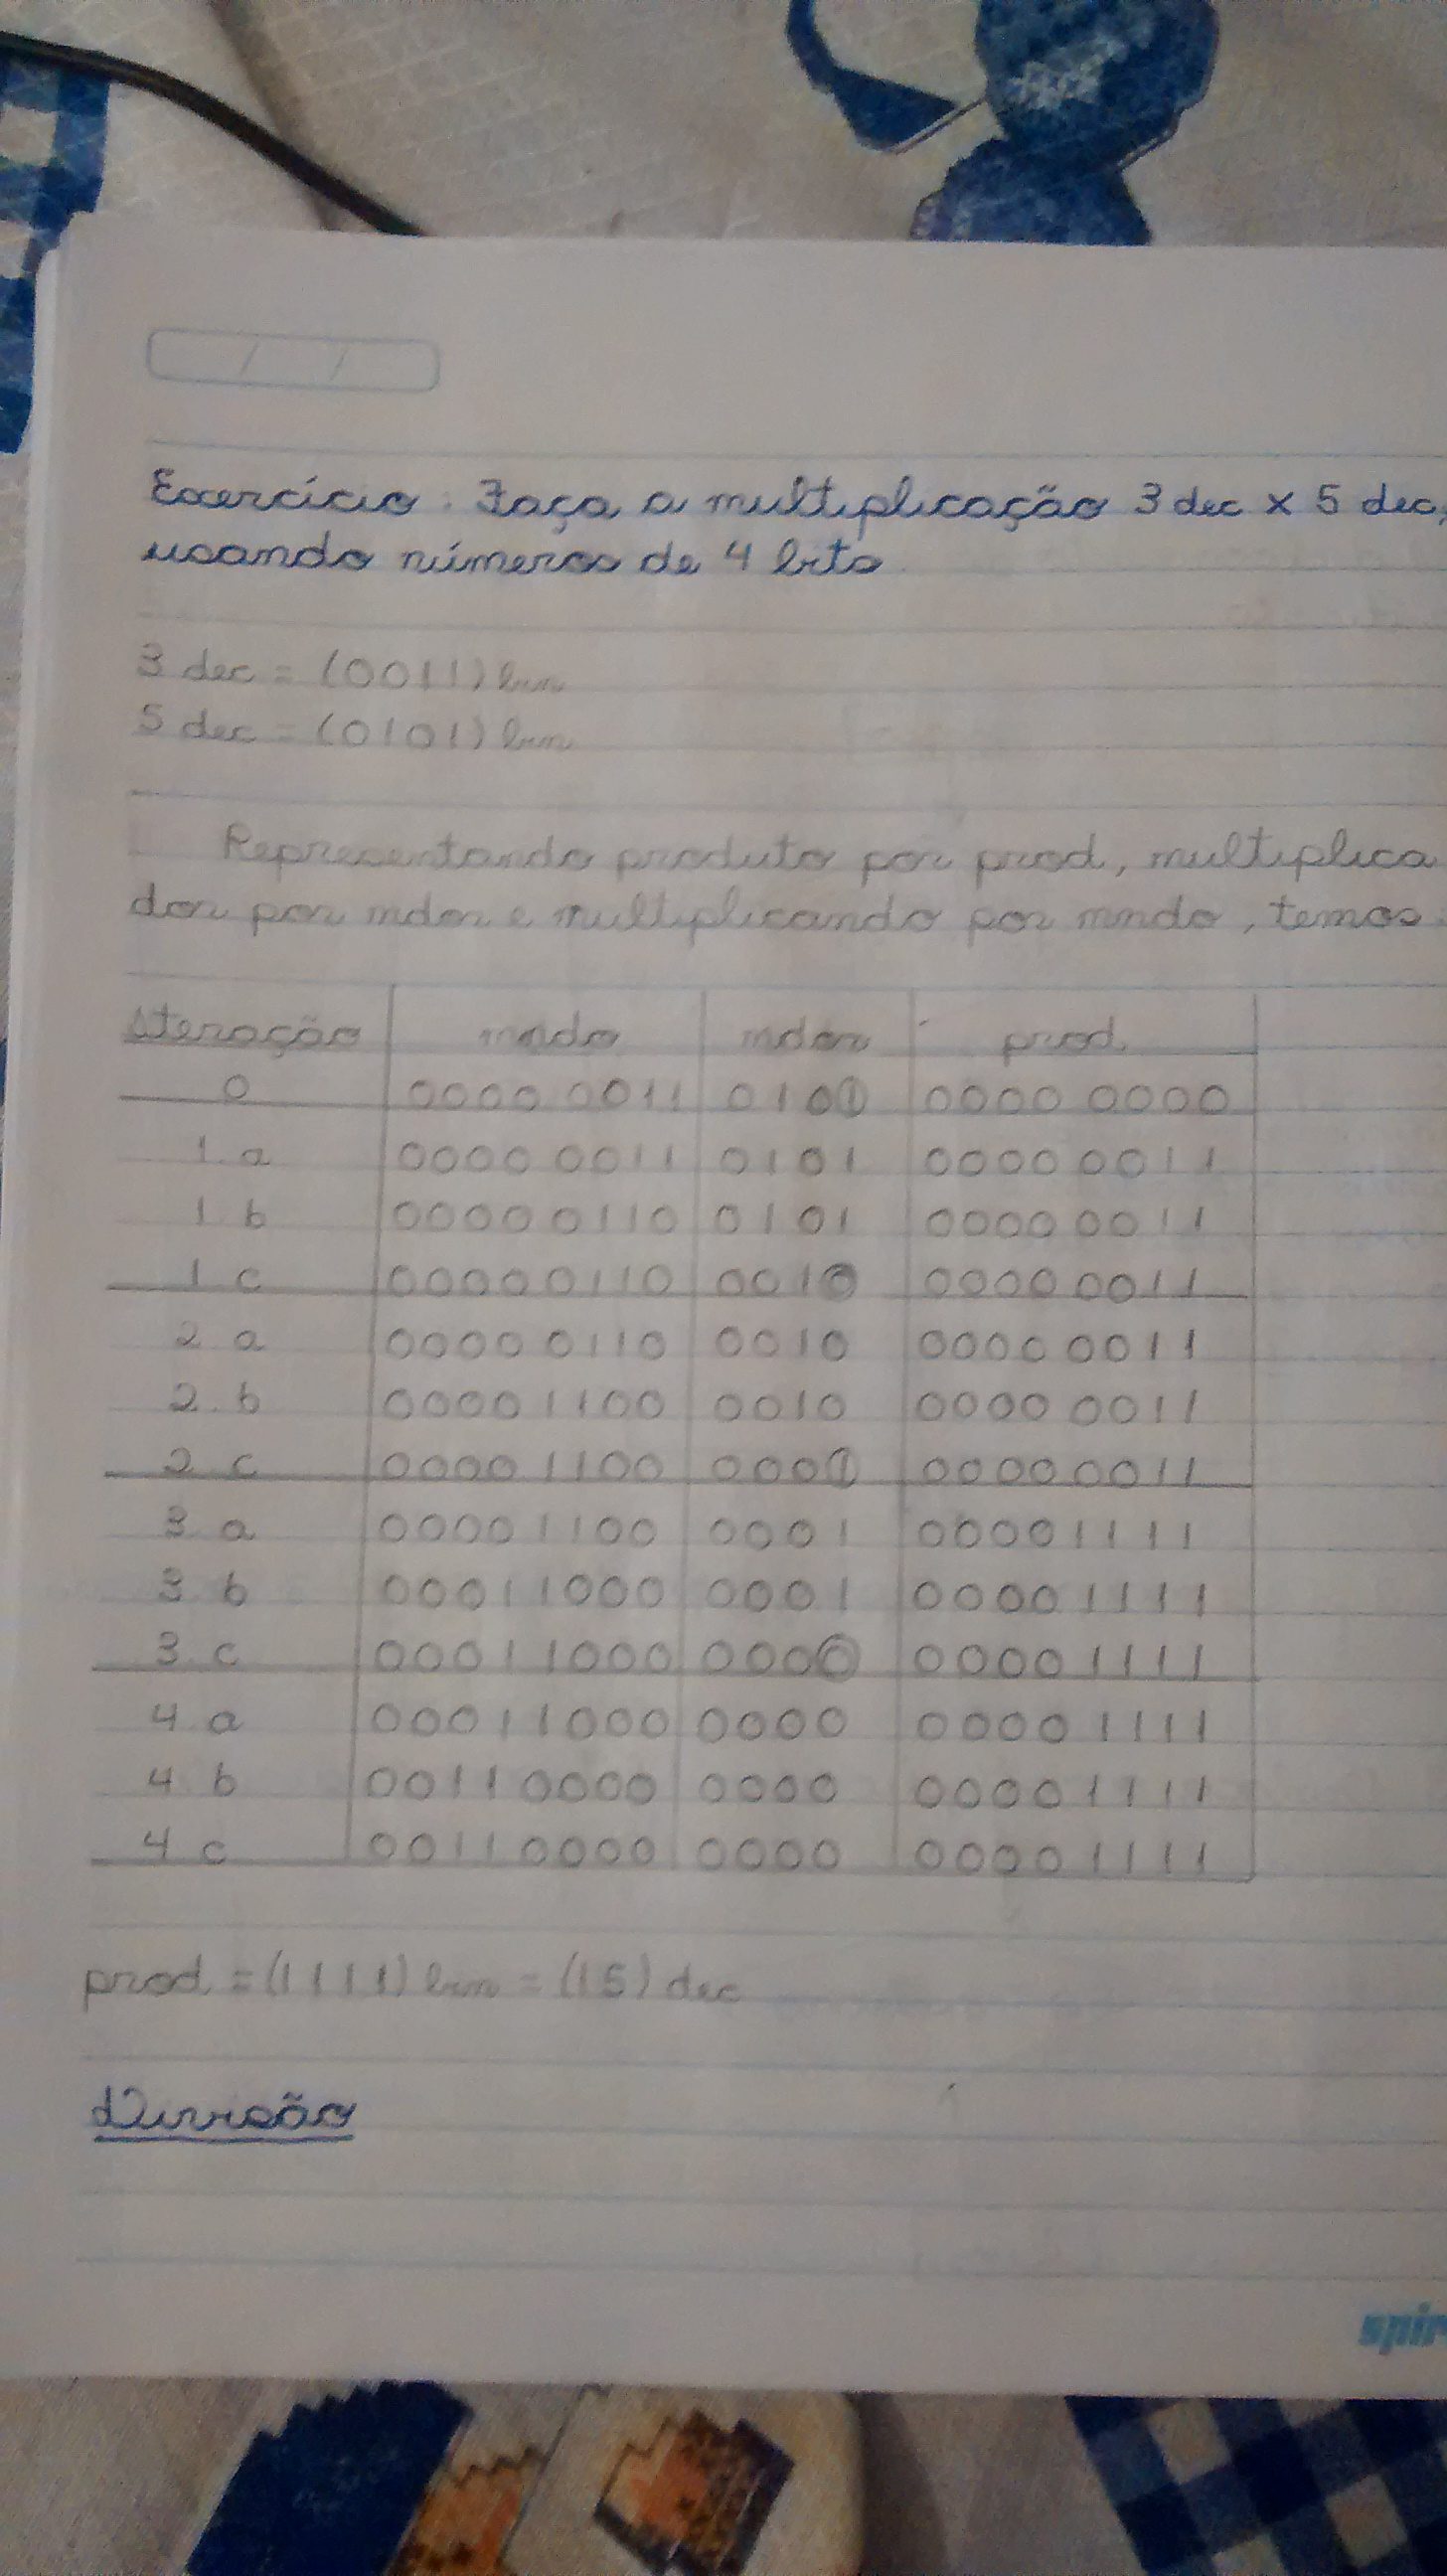 / /
Exercício: Faça a multiplicação 3 dec x 5 dec,
usando números de 4 bits.
3 dec = (0011) bin
5 dec = (0101) bin
Representando produto por prod, multiplica
dor por mdor e multiplicando por mndo, temos:
iteração mndo mdor prod
0 0000 0011 0101 0000 0000
1.a 0000 0011 0101 0000 0011
1.b 0000 0110 0101 0000 0011
1.c 0000 0110 0010 0000 0011
2.a 0000 0110 0010 0000 0011
2.b 0000 1100 0010 0000 0011
2.c 0000 1100 0001 0000 0011
3.a 0000 1100 0001 0000 1111
3.b 0001 1000 0001 0000 1111
3.c 0001 1000 0000 0000 1111
4.a 0001 1000 0000 0000 1111
4.b 0011 0000 0000 0000 1111
4.c 0011 0000 0000 0000 1111
prod = (1111) bin = (15) dec
divisão